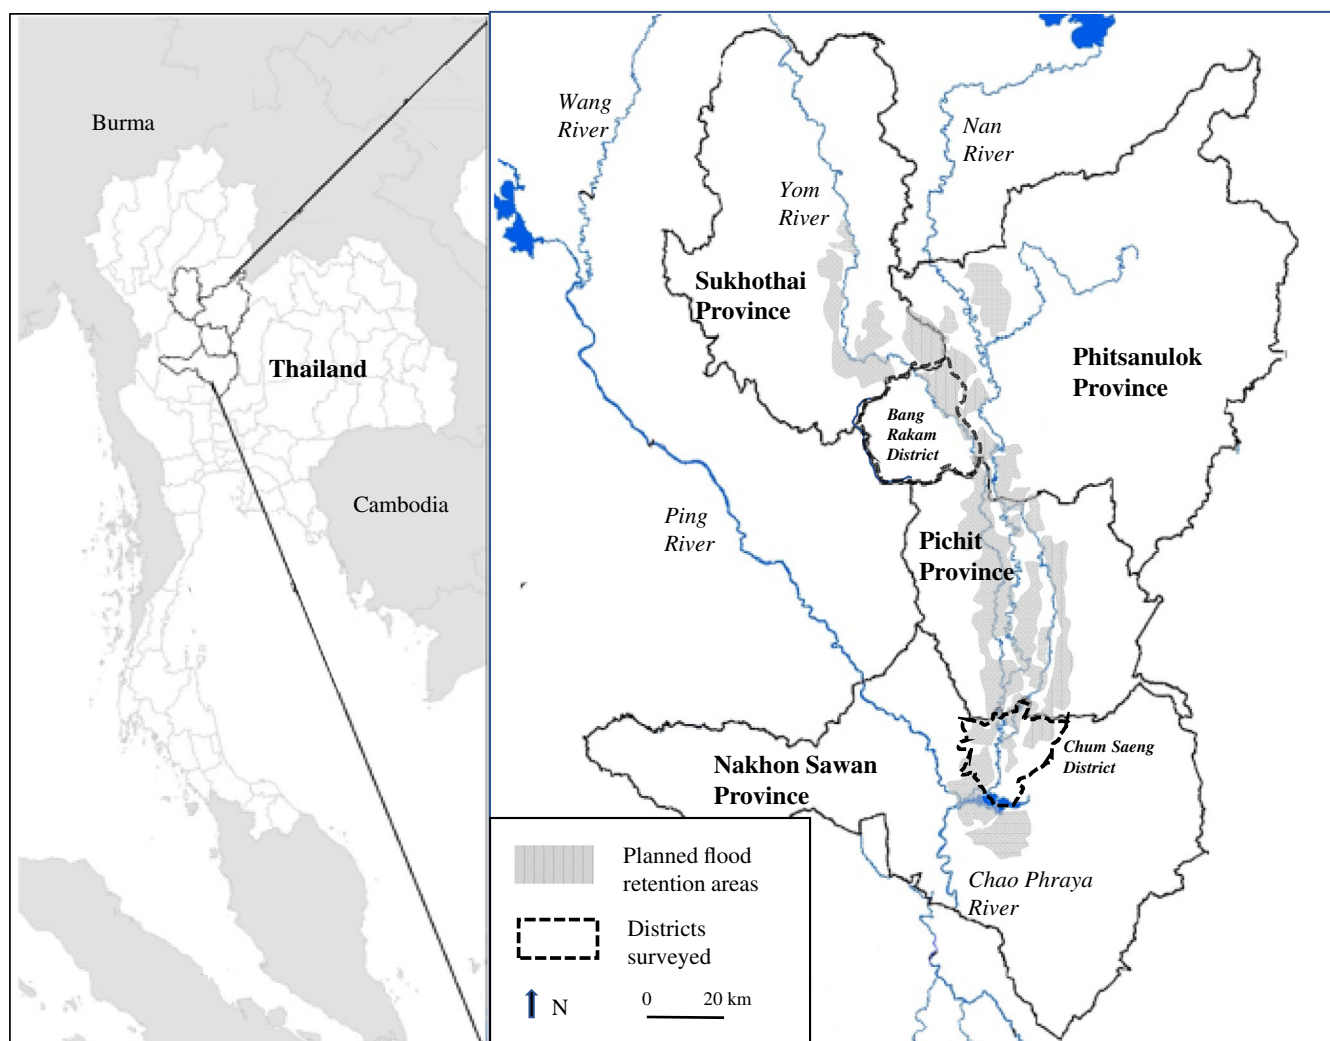 Burma
Thailand
Cambodia
Wang
River
Nan
River
Yom
River
Sukhothai
Province
Phitsanulok
Province
Bang
Rakam
District
Ping
River
Pichit
Province
Nakhon Sawan
Province
Chum Saeng
District
Chao Phraya
River
Planned flood
retention areas
Districts
surveyed
N
0 20 km